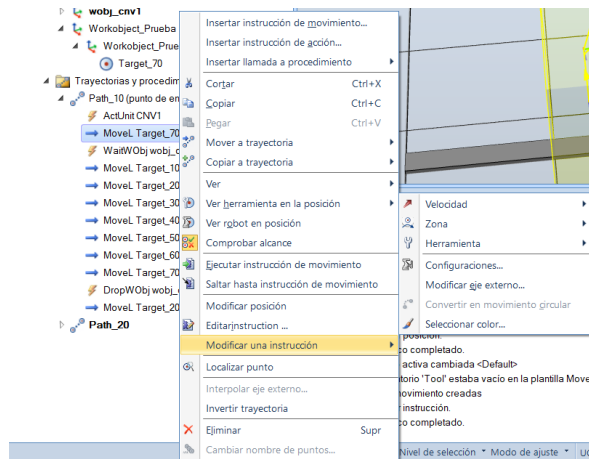 wobj_cnv1
Workobject_Prueba
Workobject_Prue
Target_70
Trayectorias y procedim
Path_10 (punto de en
ActUnit CNV1
MoveL Target_70
WaitWObj wobj_c
MoveL Target_10
MoveL Target_20
MoveL Target_30
MoveL Target_40
MoveL Target_50
MoveL Target_60
MoveL Target_70
DropWObj wobj_
MoveL Target_20
Path_20
Insertar instrucción de movimiento...
Insertar instrucción de acción...
Insertar llamada a procedimiento
Cortar Ctrl+X
Copiar Ctrl+C
Pegar Ctrl+V
Mover a trayectoria
Copiar a trayectoria
Ver
Ver herramienta en la posición
Ver robot en posición
Comprobar alcance
Ejecutar instrucción de movimiento
Saltar hasta instrucción de movimiento
Modificar posición
Editarinstruction ...
Modificar una instrucción
Localizar punto
Interpolar eje externo...
Invertir trayectoria
Eliminar Supr
Cambiar nombre de puntos...
Velocidad
Zona
Herramienta
Configuraciones...
Modificar eje externo...
Convertir en movimiento circular
Seleccionar color...
posición.
o completado.
activa cambiada <Default>
torio 'Tool' estaba vacío en la plantilla Move
ovimiento creadas
instrucción.
co completado.
Nivel de selección Modo de ajuste